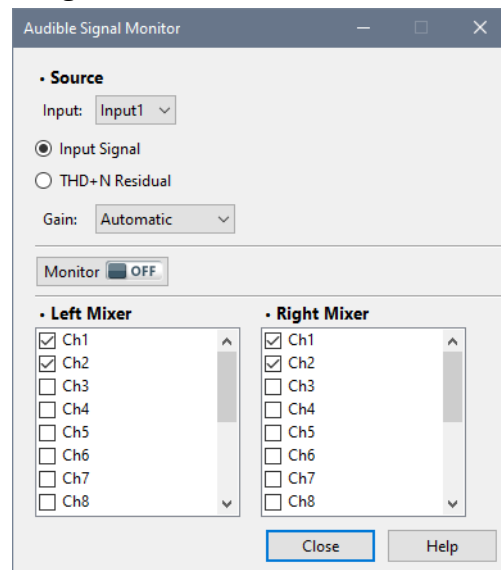 Audible Signal Monitor
• Source
Input: Input1
Input Signal
THD+N Residual
Gain: Automatic
Monitor OFF
• Left Mixer
Ch1
Ch2
Ch3
Ch4
Ch5
Ch6
Ch7
Ch8
• Right Mixer
Ch1
Ch2
Ch3
Ch4
Ch5
Ch6
Ch7
Ch8
Close Help